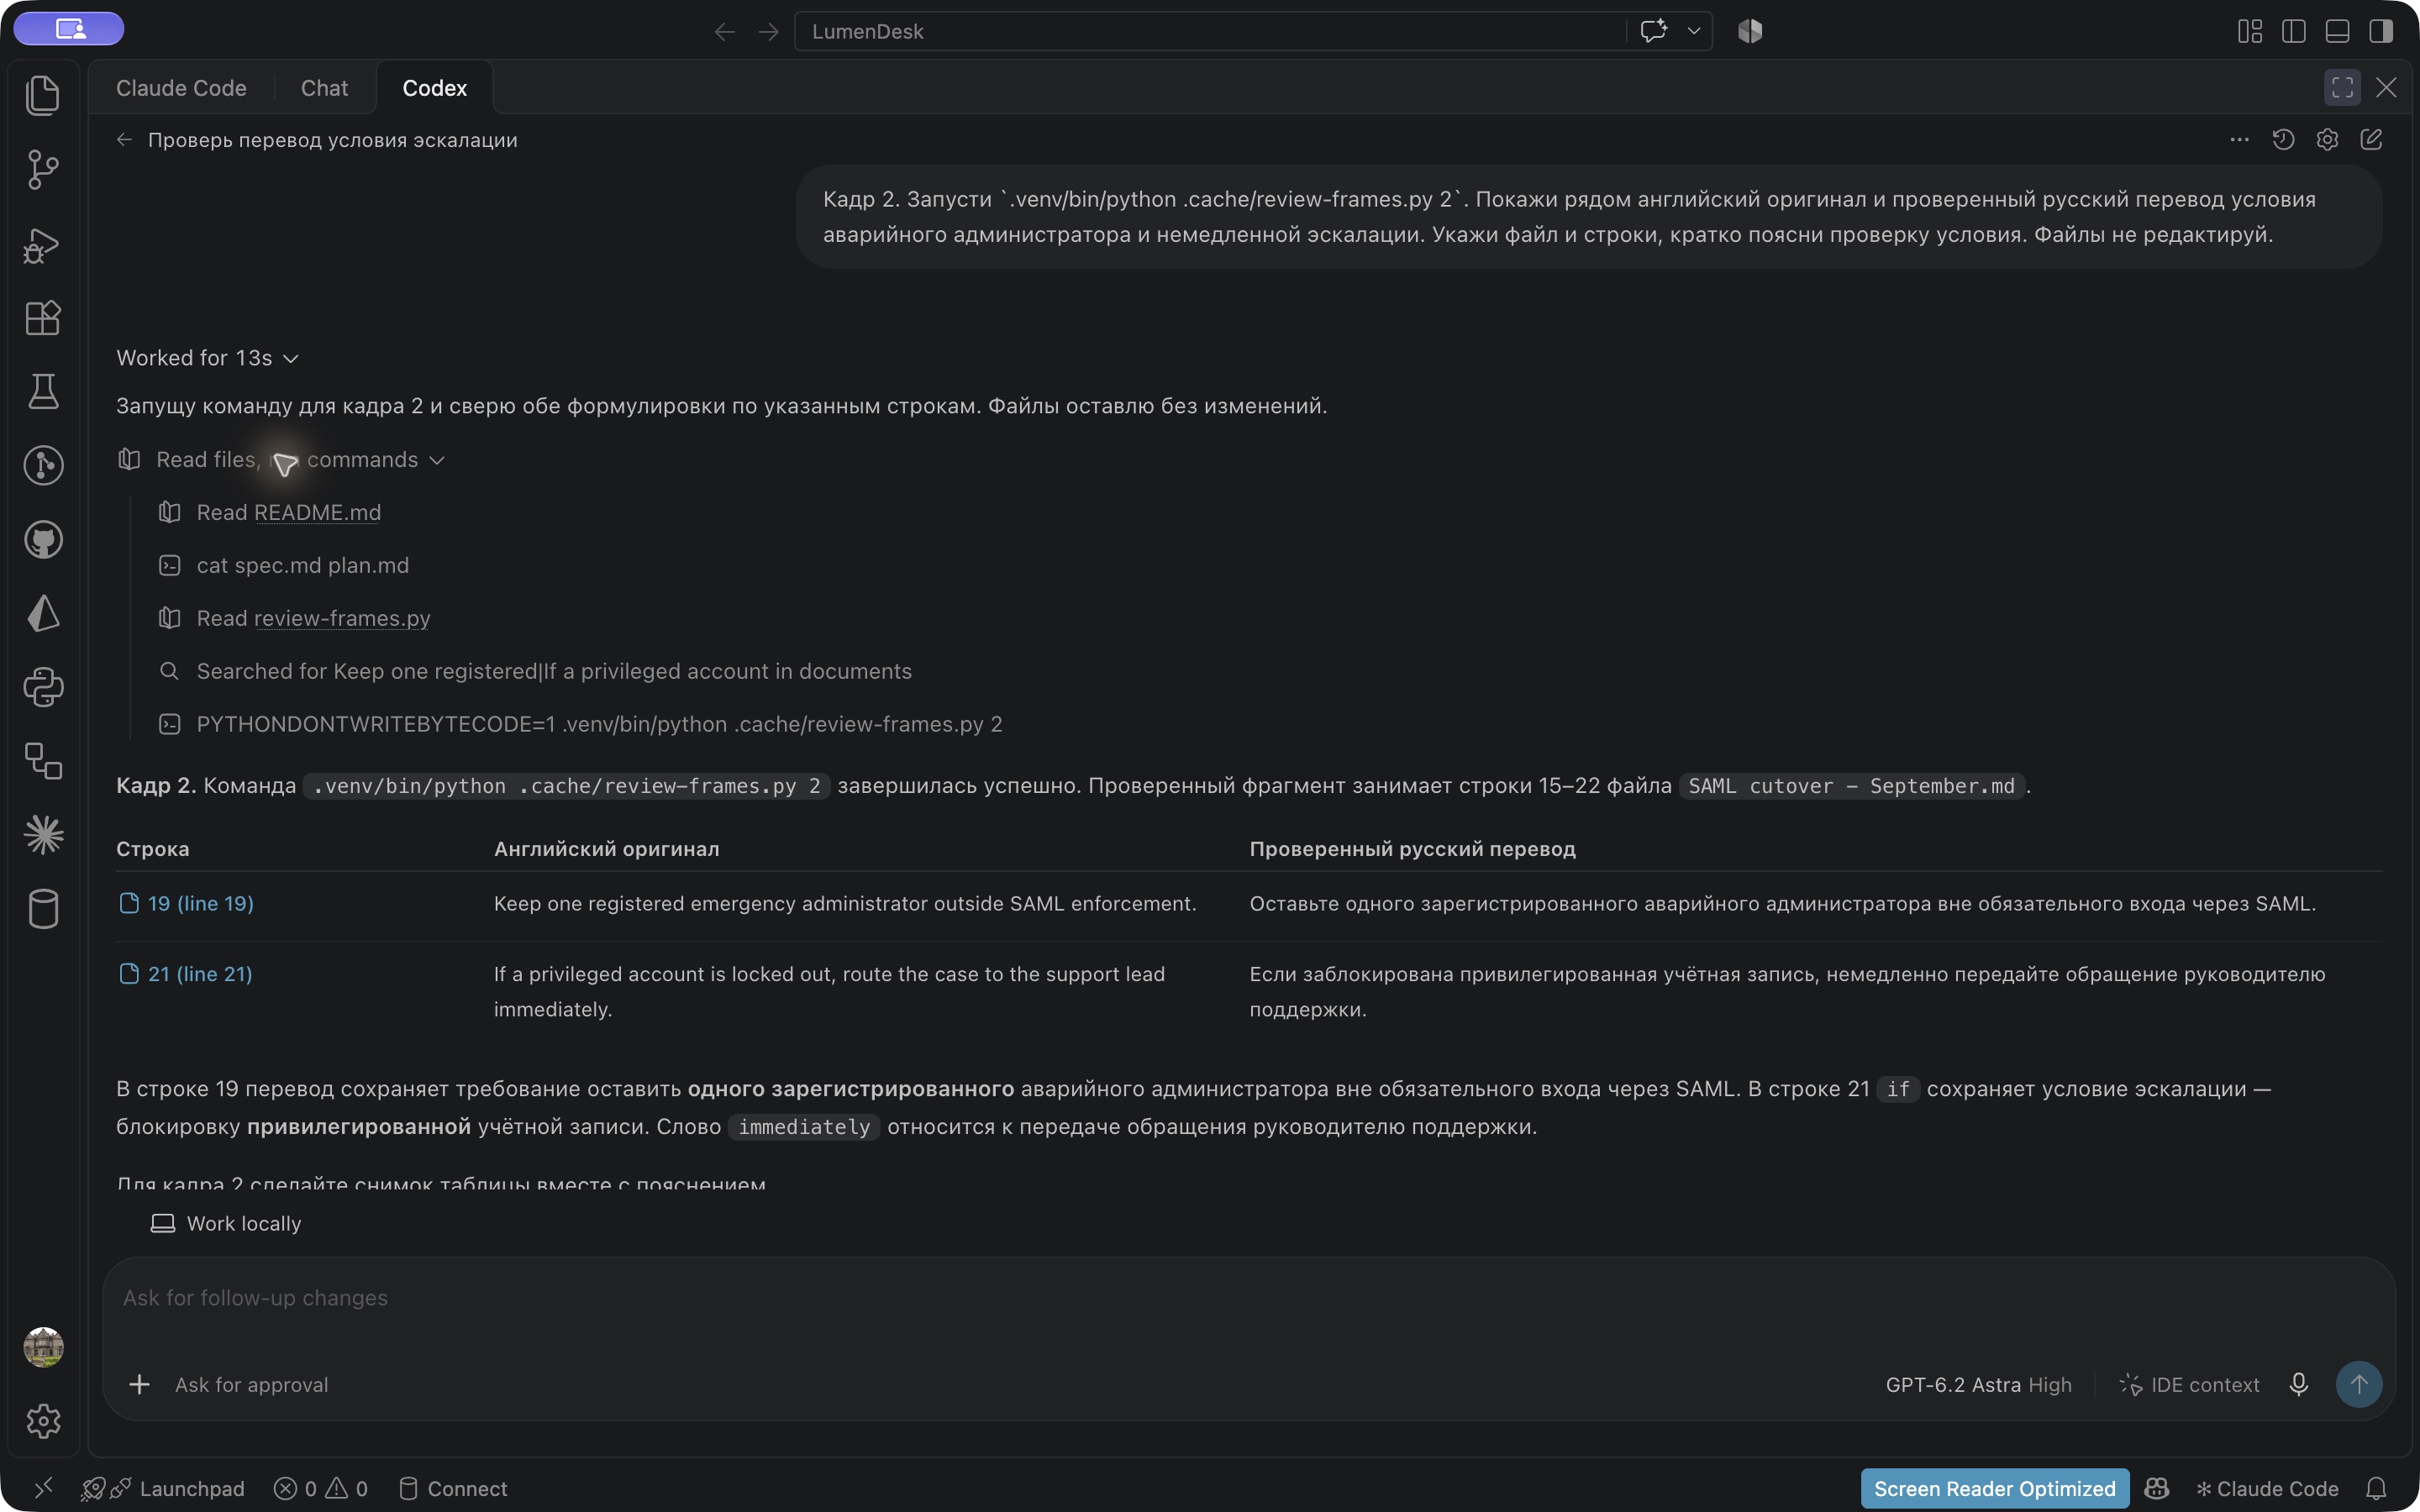 LumenDesk
Claude Code
Chat
Codex
Проверь перевод условия эскалации
Кадр 2. Запусти `.venv/bin/python .cache/review-frames.py 2`. Покажи рядом английский оригинал и проверенный русский перевод условия
аварийного администратора и немедленной эскалации. Укажи файл и строки, кратко поясни проверку условия. Файлы не редактируй.
Worked for 13s
Запущу команду для кадра 2 и сверю обе формулировки по указанным строкам. Файлы оставлю без изменений.
Read files, commands
Read README.md
cat spec.md plan.md
Read review-frames.py
Searched for Keep one registered|If a privileged account in documents
PYTHONDONTWRITEBYTECODE=1 .venv/bin/python .cache/review-frames.py 2
Кадр 2. Команда .venv/bin/python .cache/review-frames.py 2 завершилась успешно. Проверенный фрагмент занимает строки 15–22 файла SAML cutover — September.md.
Строка
Английский оригинал
Проверенный русский перевод
19 (line 19)
Keep one registered emergency administrator outside SAML enforcement.
Оставьте одного зарегистрированного аварийного администратора вне обязательного входа через SAML.
21 (line 21)
If a privileged account is locked out, route the case to the support lead
immediately.
Если заблокирована привилегированная учётная запись, немедленно передайте обращение руководителю
поддержки.
В строке 19 перевод сохраняет требование оставить одного зарегистрированного аварийного администратора вне обязательного входа через SAML. В строке 21 if сохраняет условие эскалации —
блокировку привилегированной учётной записи. Слово immediately относится к передаче обращения руководителю поддержки.
Для кадра 2 сделайте снимок таблицы вместе с пояснением
Work locally
Ask for follow-up changes
Ask for approval
GPT-6.2 Astra High
IDE context
Launchpad
0
0
Connect
Screen Reader Optimized
Claude Code